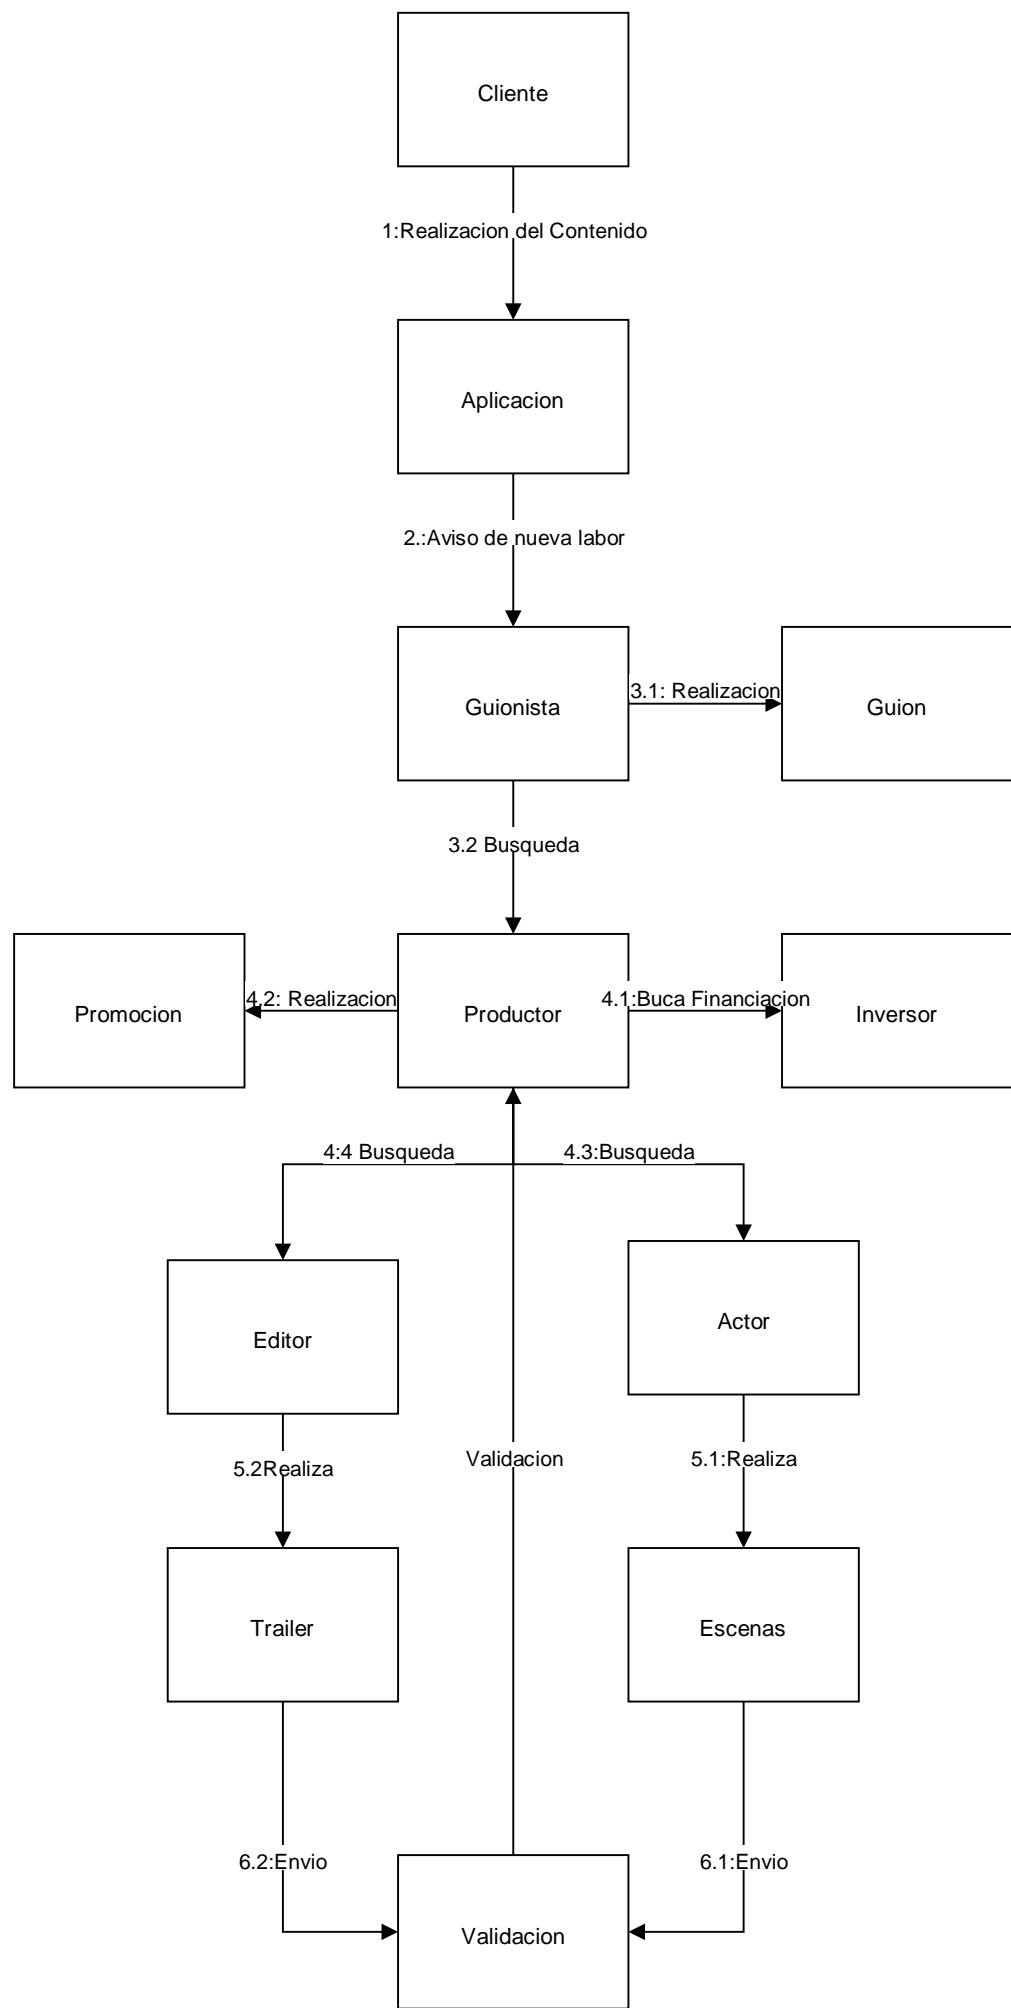 Cliente
1:Realizacion del Contenido
Aplicacion
2.:Aviso de nueva labor
Guionista
3.1: Realizacion
Guion
3.2 Busqueda
Promocion
4.2: Realizacion
Productor
4.1:Buca Financiacion
Inversor
4:4 Busqueda
4.3:Busqueda
Editor
Actor
5.2Realiza
Validacion
5.1:Realiza
Trailer
Escenas
6.2:Envio
6.1:Envio
Validacion